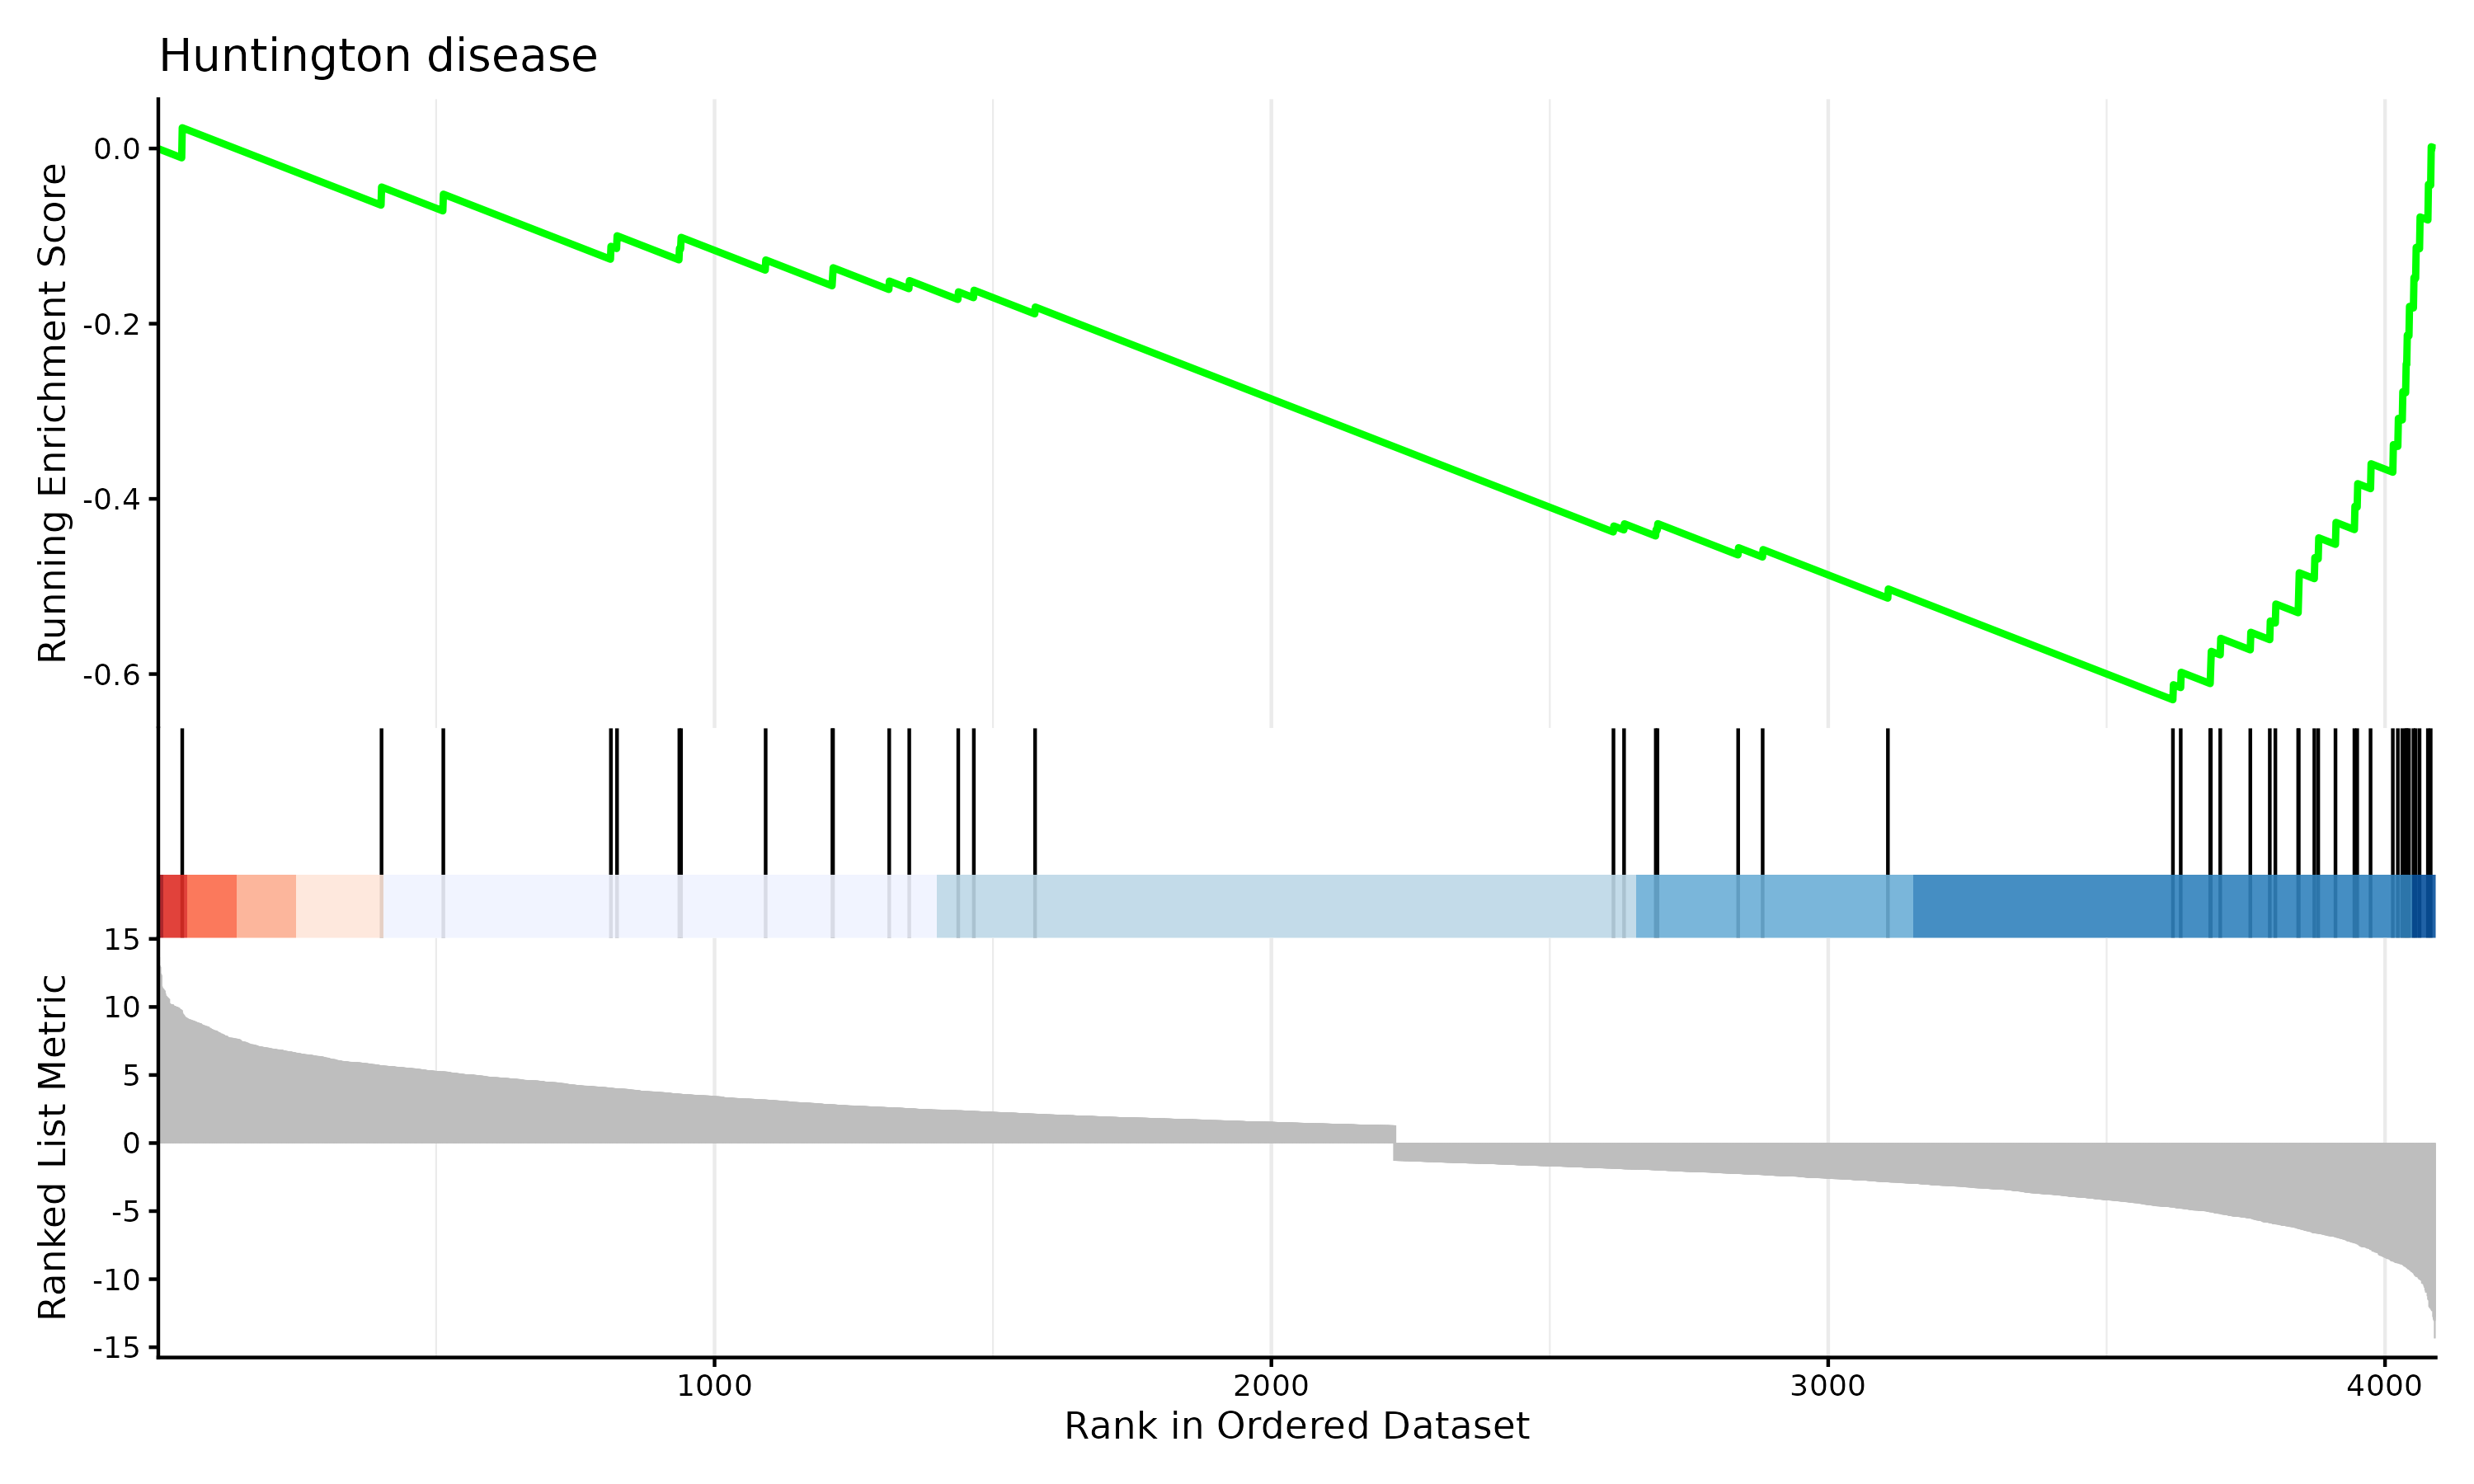 Huntington disease
Running Enrichment Score
0.0
-0.2
-0.4
-0.6
Ranked List Metric
15
10
5
0
-5
-10
-15
1000 2000 3000 4000
Rank in Ordered Dataset